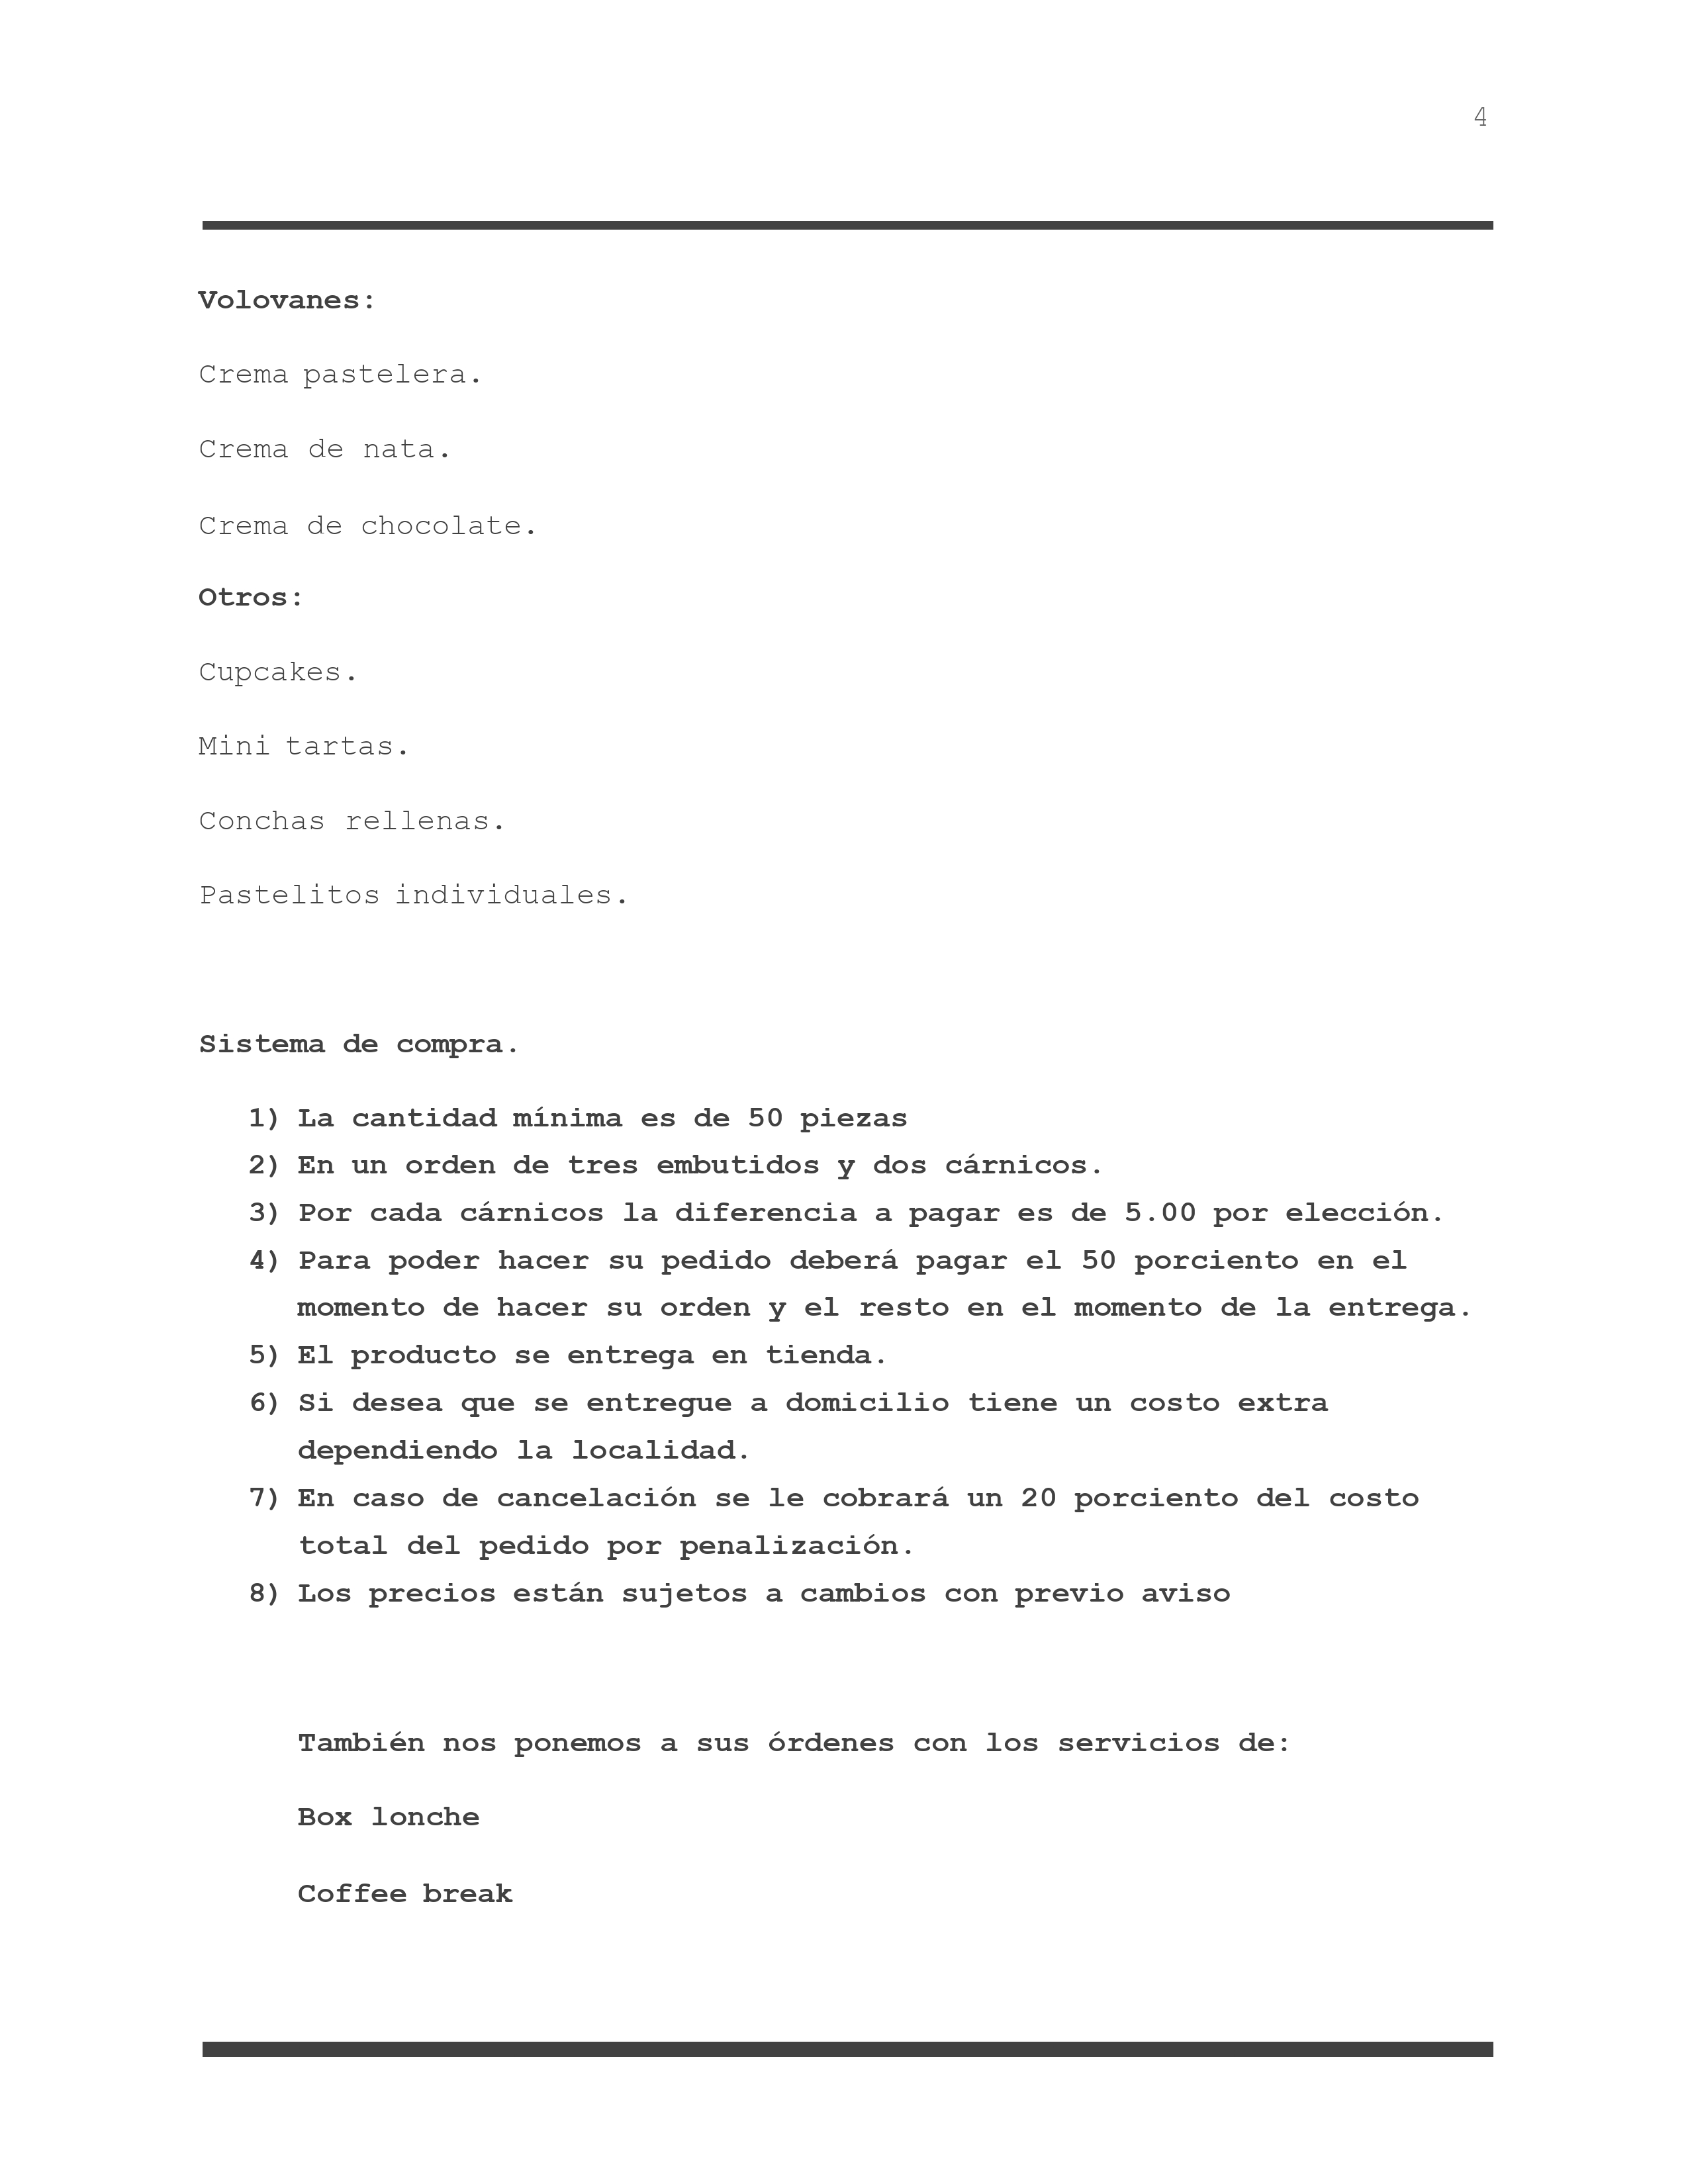 4
Volovanes:
Crema pastelera.
Crema de nata.
Crema de chocolate.
Otros:
Cupcakes.
Mini tartas.
Conchas rellenas.
Pastelitos individuales.
Sistema de compra.
1) La cantidad mínima es de 50 piezas
2) En un orden de tres embutidos y dos cárnicos.
3) Por cada cárnicos la diferencia a pagar es de 5.00 por elección.
4) Para poder hacer su pedido deberá pagar el 50 porciento en el
momento de hacer su orden y el resto en el momento de la entrega.
5) El producto se entrega en tienda.
6) Si desea que se entregue a domicilio tiene un costo extra
dependiendo la localidad.
7) En caso de cancelación se le cobrará un 20 porciento del costo
total del pedido por penalización.
8) Los precios están sujetos a cambios con previo aviso
También nos ponemos a sus órdenes con los servicios de:
Box lonche
Coffee break